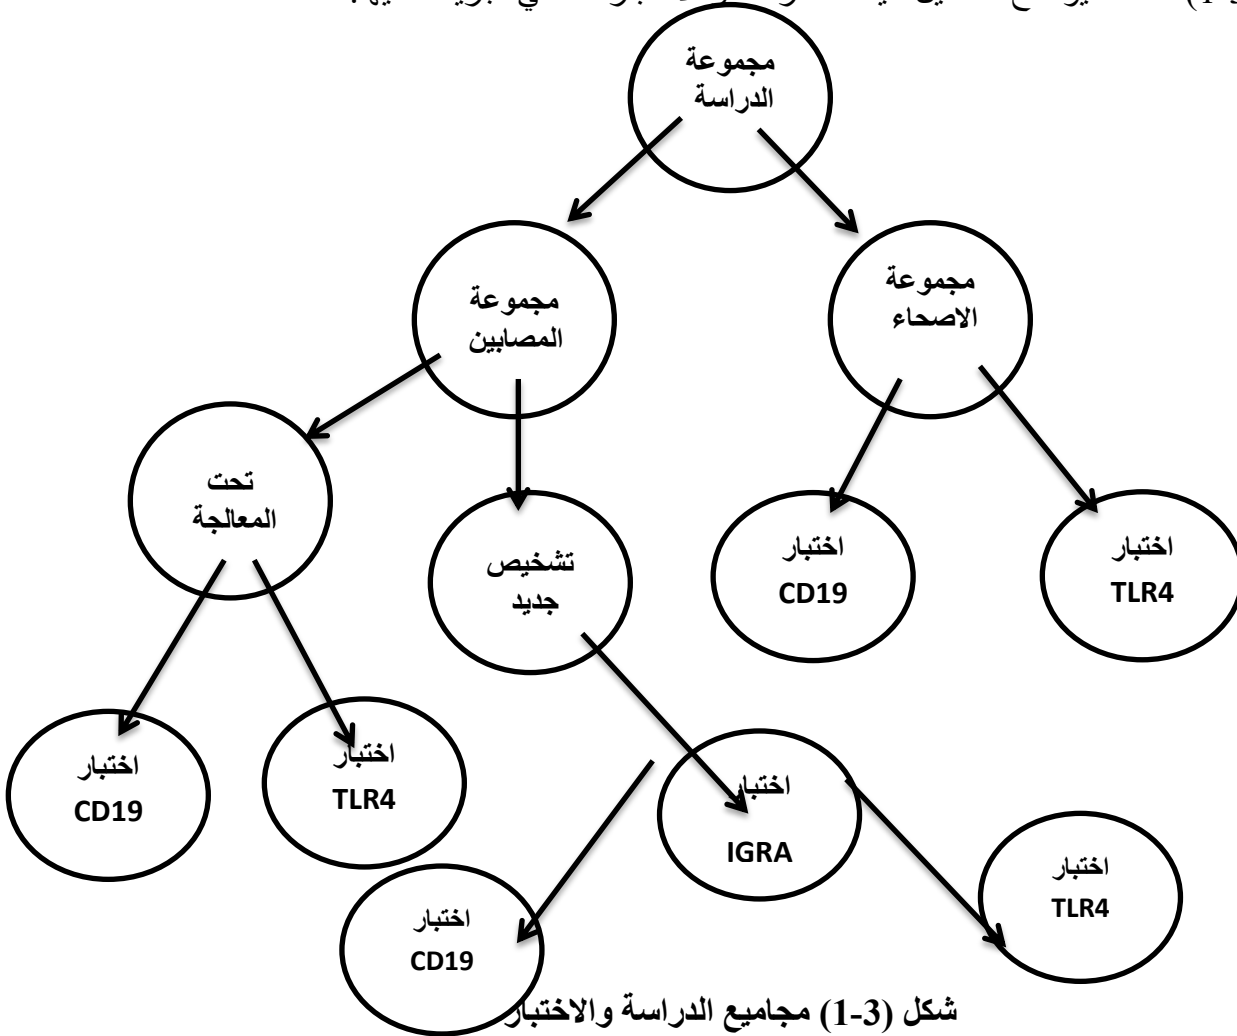 مجموعة
الدراسة
مجموعة
الاصحاء
مجموعة
المصابين
تحت
المعالجة
تشخيص
جديد
اختبار
CD19
اختبار
TLR4
اختبار
CD19
اختبار
TLR4
اختبار
IGRA
اختبار
CD19
اختبار
TLR4
شكل (3-1) مجاميع الدراسة والاختبار